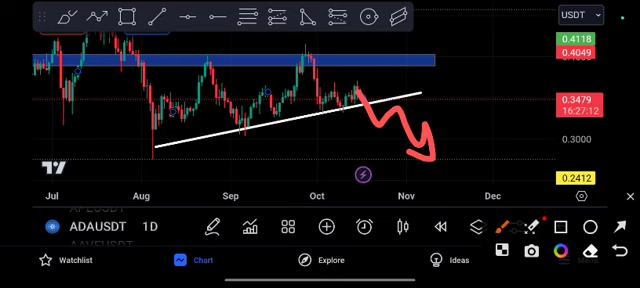 USDT
0.4118
0.4049
0.3479
16:27:12
0.3000
0.2412
Jul Aug Sep Oct Nov Dec
ADAUSDT 1D
Watchlist Chart Explore Ideas Menu